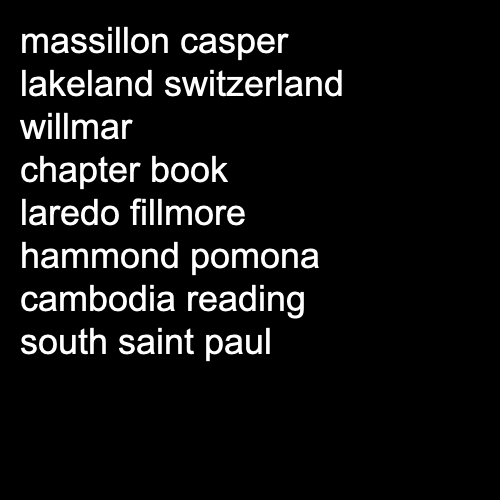 massillon casper
lakeland switzerland
willmar
chapter book
laredo fillmore
hammond pomona
cambodia reading
south saint paul